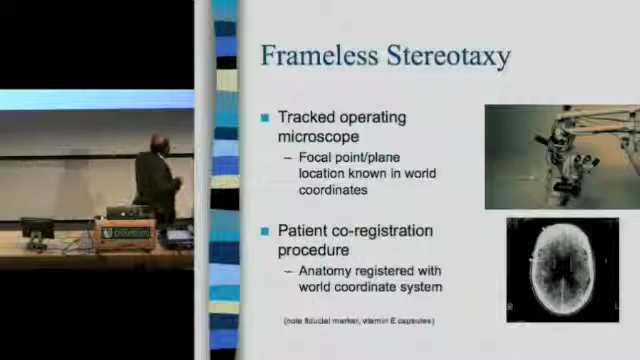 Frameless Stereotaxy
Tracked operating
microscope
– Focal point/plane
location known in world
coordinates
Patient co-registration
procedure
– Anatomy registered with
world coordinate system
(note fiducial marker, vitamin E capsules)
R
L